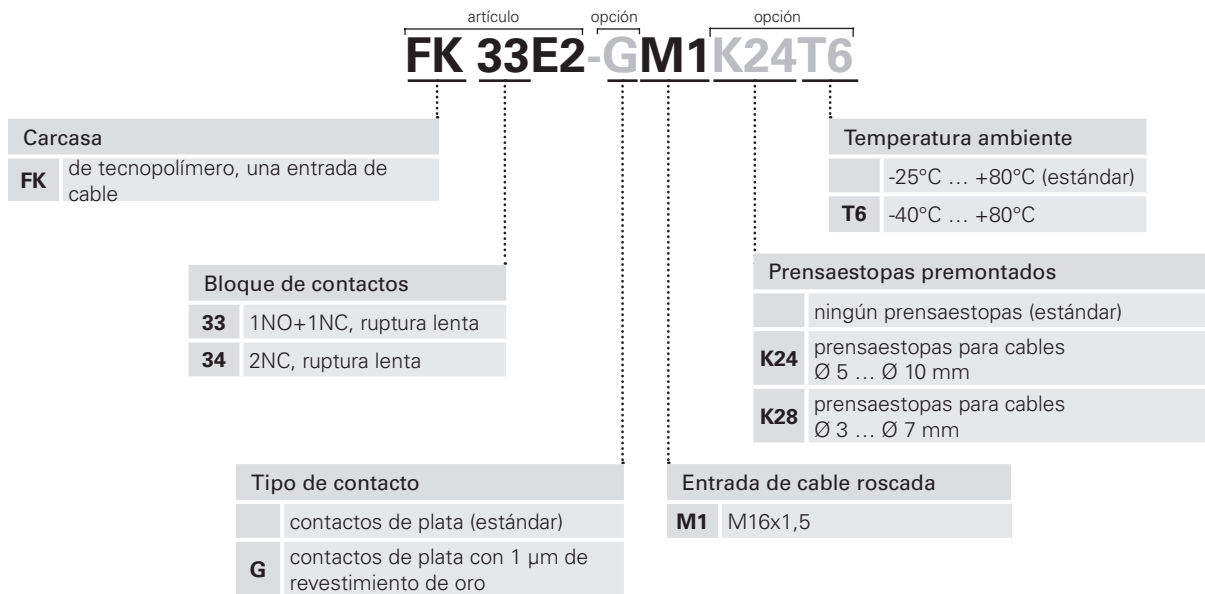 artículo opción opción
FK 33E2-GM1K24T6
Carcasa
FK de tecnopolímero, una entrada de
cable
Temperatura ambiente
-25°C … +80°C (estándar)
T6 -40°C … +80°C
Bloque de contactos
33 1NO+1NC, ruptura lenta
34 2NC, ruptura lenta
Prensaestopas premontados
ningún prensaestopas (estándar)
K24 prensaestopas para cables
Ø 5 … Ø 10 mm
K28 prensaestopas para cables
Ø 3 … Ø 7 mm
Tipo de contacto
contactos de plata (estándar)
G contactos de plata con 1 µm de
revestimiento de oro
Entrada de cable roscada
M1 M16x1,5